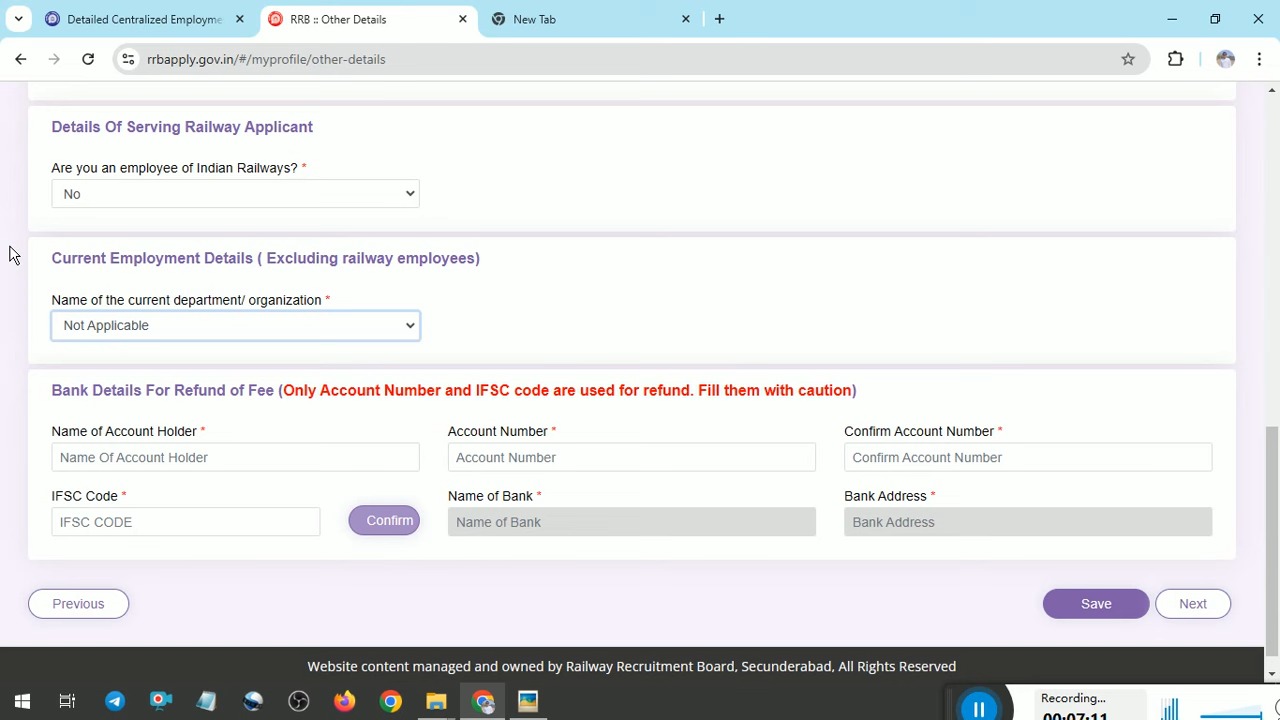 Detailed Centralized Employme
RRB :: Other Details
New Tab
rrbapply.gov.in/#/myprofile/other-details
Details Of Serving Railway Applicant
Are you an employee of Indian Railways? *
No
Current Employment Details ( Excluding railway employees)
Name of the current department/ organization *
Not Applicable
Bank Details For Refund of Fee (Only Account Number and IFSC code are used for refund. Fill them with caution)
Name of Account Holder * Account Number * Confirm Account Number *
Name Of Account Holder Account Number Confirm Account Number
IFSC Code * Name of Bank * Bank Address *
IFSC CODE Confirm Name of Bank Bank Address
Previous Save Next
Website content managed and owned by Railway Recruitment Board, Secunderabad, All Rights Reserved
Recording...
00:07:11